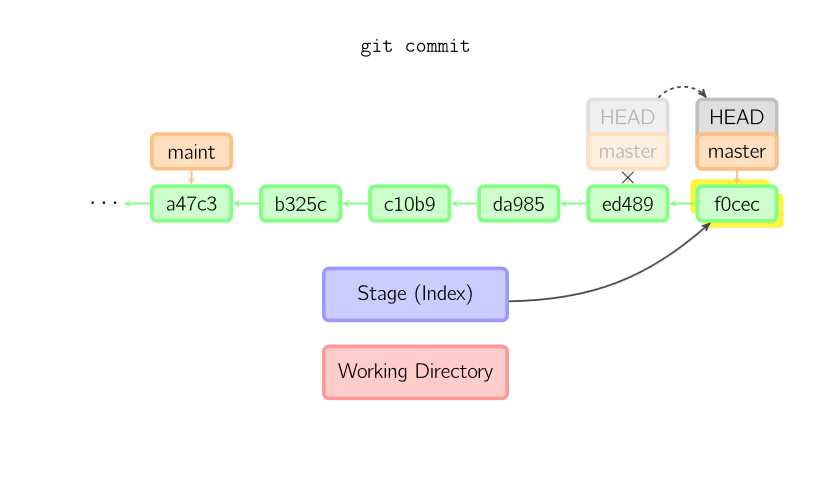 git commit
HEAD HEAD
maint master master
··· a47c3 b325c c10b9 da985 ed489 f0cec
Stage (Index)
Working Directory